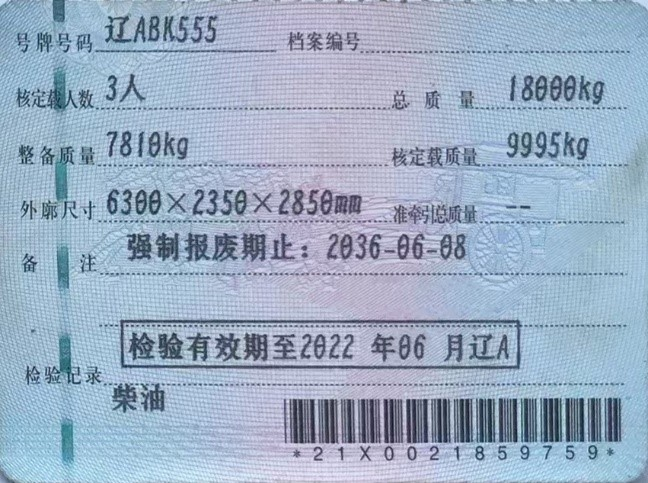 号牌号码 辽ABK555 档案编号
核定载人数 3人 总质量 18000kg
整备质量 7810kg 核定载质量 9995kg
外廓尺寸 6300×2350×2850mm 准牵引总质量 --
备注 强制报废期止：2036-06-08
检验有效期至2022 年06 月辽A
检验记录
柴油
*21X0021859759*